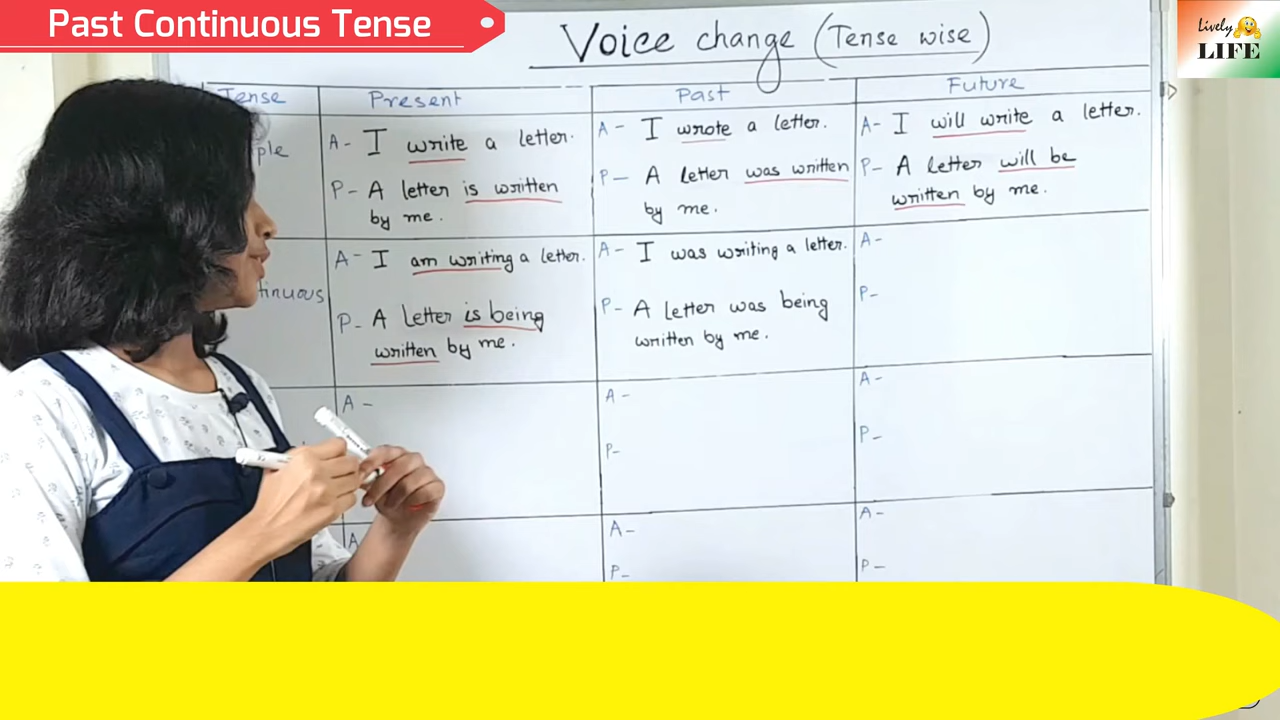 Past Continuous Tense
Lively
LIFE
Voice change (Tense wise)
Tense
Present
Past
Future
A- I write a letter.
P- A letter is written
by me.
A- I wrote a letter.
P- A letter was written
by me.
A- I will write a letter.
P- A letter will be
written by me.
A- I am writing a letter.
P- A letter is being
written by me.
A- I was writing a letter.
P- A letter was being
written by me.
A-
P-
A-
A-
P-
A-
P-
A
A-
P-
A-
P-